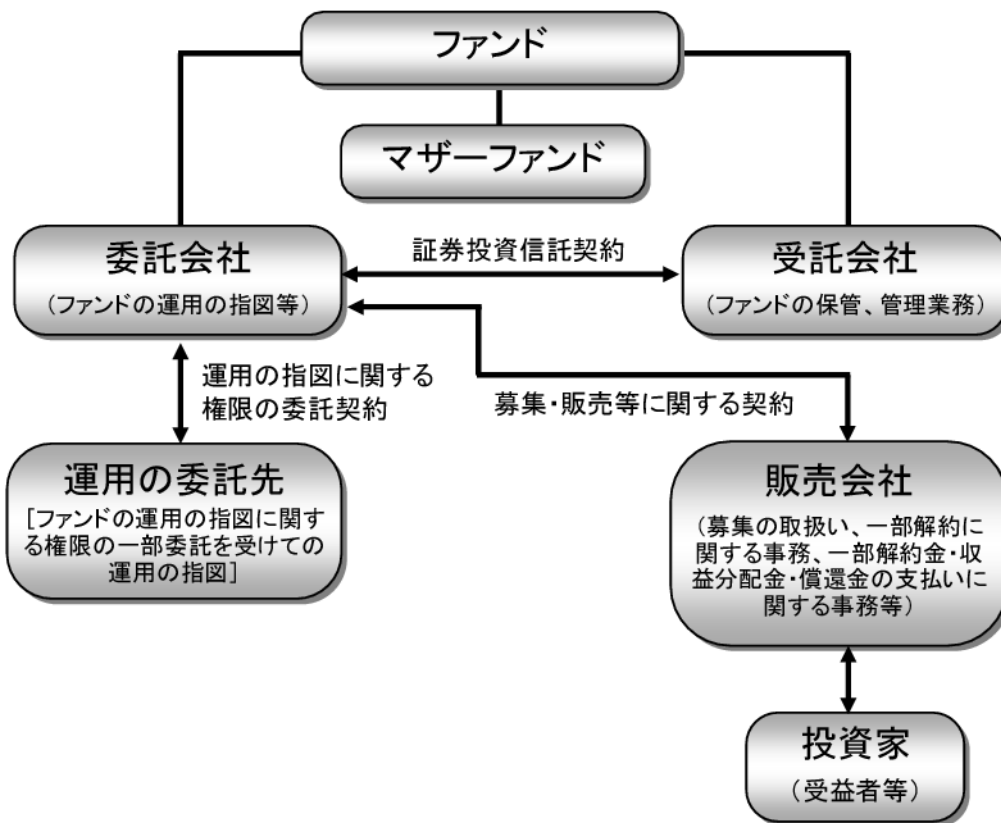 ファンド
マザーファンド
委託会社
（ファンドの運用の指図等）
証券投資信託契約
受託会社
（ファンドの保管、管理業務）
運用の指図に関する
権限の委託契約
募集・販売等に関する契約
運用の委託先
［ファンドの運用の指図に関す
る権限の一部委託を受けての
運用の指図］
販売会社
（募集の取扱い、一部解約に
関する事務、一部解約金・収
益分配金・償還金の支払いに
関する事務等）
投資家
（受益者等）